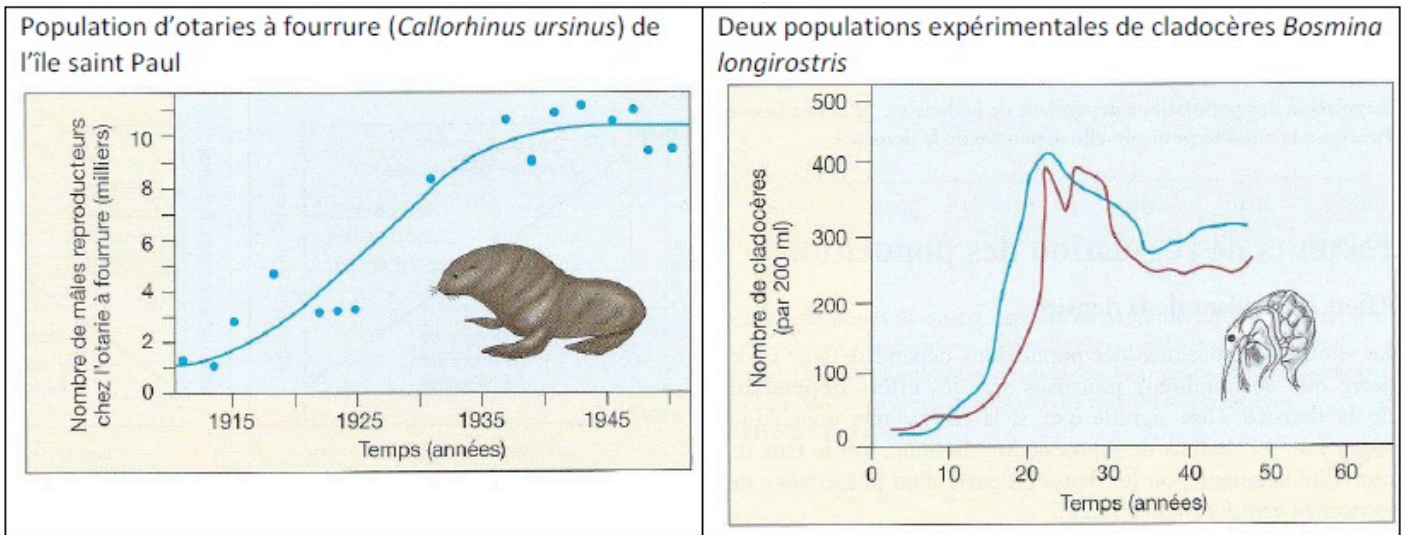 Population d'otaries à fourrure (Callorhinus ursinus) de
l'île saint Paul
Nombre de mâles reproducteurs
chez l'otarie à fourrure (milliers)
10
8
6
4
2
0
1915 1925 1935 1945
Temps (années)
Deux populations expérimentales de cladocères Bosmina
longirostris
Nombre de cladocères
(par 200 ml)
500
400
300
200
100
0
0 10 20 30 40 50 60
Temps (années)